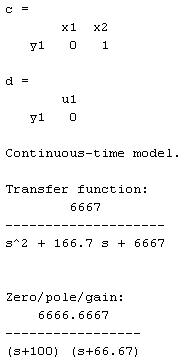 c =
x1 x2
y1 0 1
d =
u1
y1 0
Continuous-time model.
Transfer function:
6667
--------------------
s^2 + 166.7 s + 6667
Zero/pole/gain:
6666.6667
-----------------
(s+100) (s+66.67)